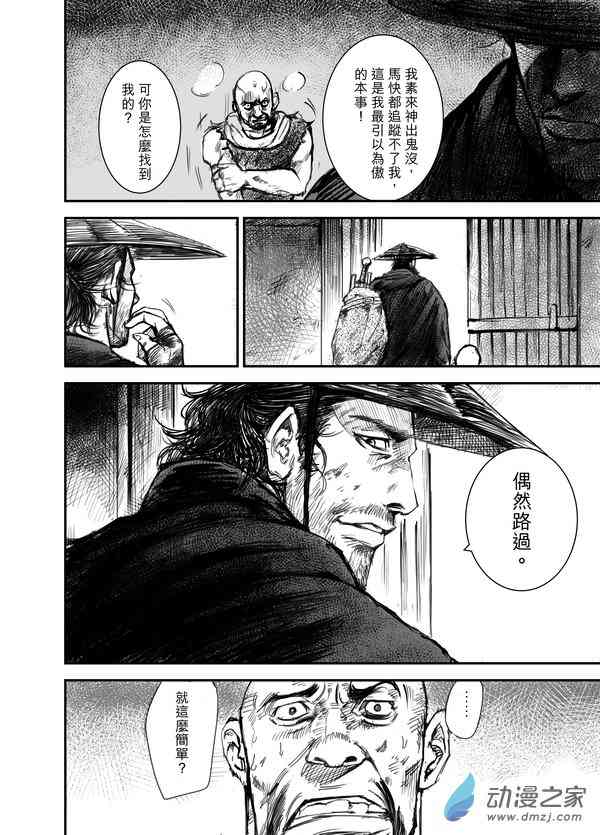 我素來神出鬼沒，
馬快都追蹤不了我，
這是我最引以為傲
的本事！
可你是怎麼找到
我的？
偶然路過。
……
就這麼簡單？
动漫之家
www.dmzj.com